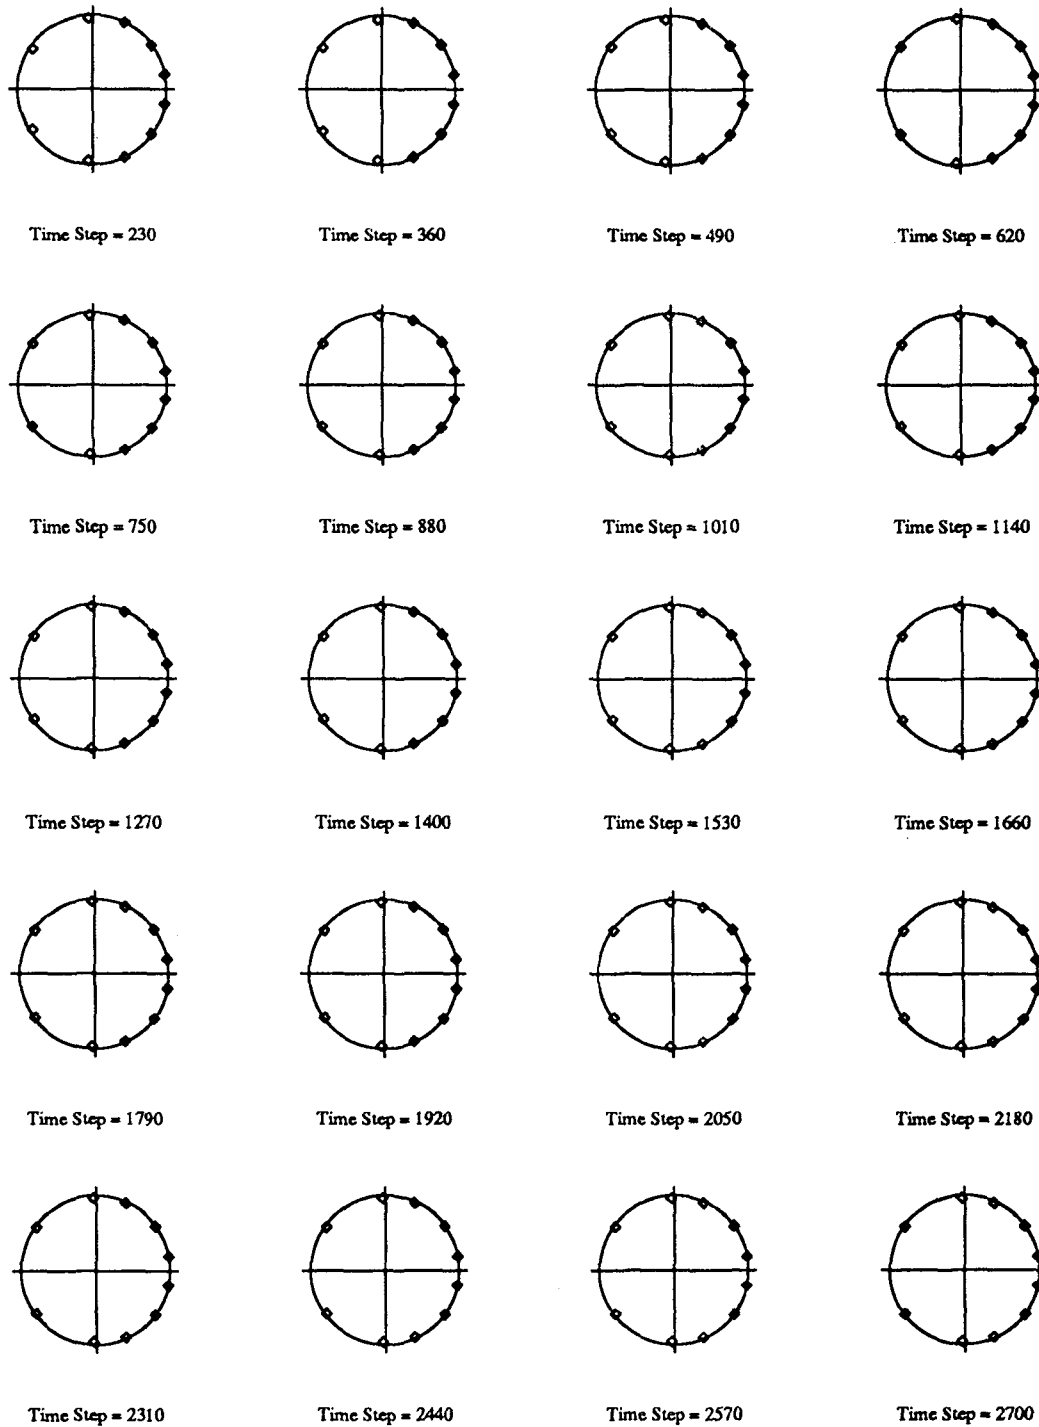 Time Step = 230
Time Step = 360
Time Step = 490
Time Step = 620
Time Step = 750
Time Step = 880
Time Step = 1010
Time Step = 1140
Time Step = 1270
Time Step = 1400
Time Step = 1530
Time Step = 1660
Time Step = 1790
Time Step = 1920
Time Step = 2050
Time Step = 2180
Time Step = 2310
Time Step = 2440
Time Step = 2570
Time Step = 2700